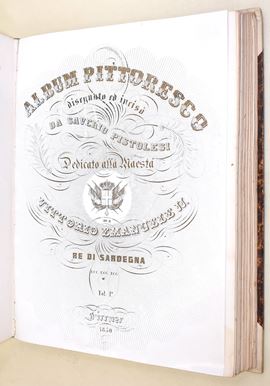 ALBUM PITTORESCO
disegnato ed inciso
DA SAVERIO PISTOLESI
Dedicato alla Maestà
DI
VITTORIO EMANUELE II.
RE DI SARDEGNA
ecc. ecc. ecc.
Vol. I.º
Firenze